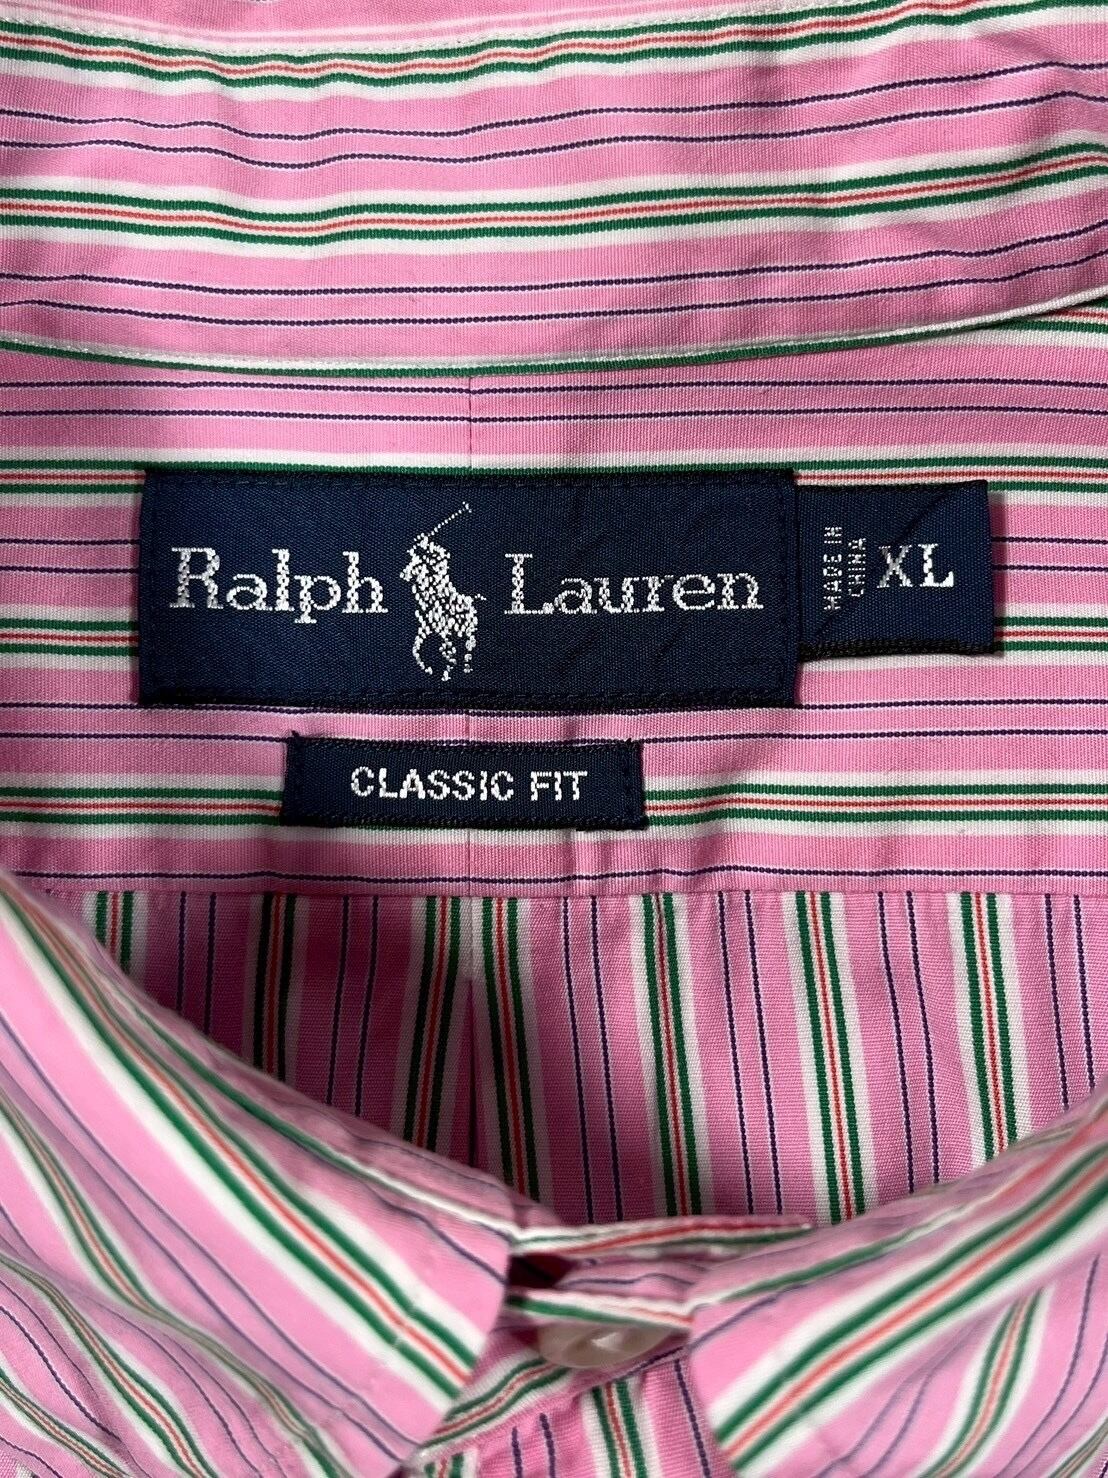 Ralph Lauren
MADE IN
CHINA
XL
CLASSIC FIT